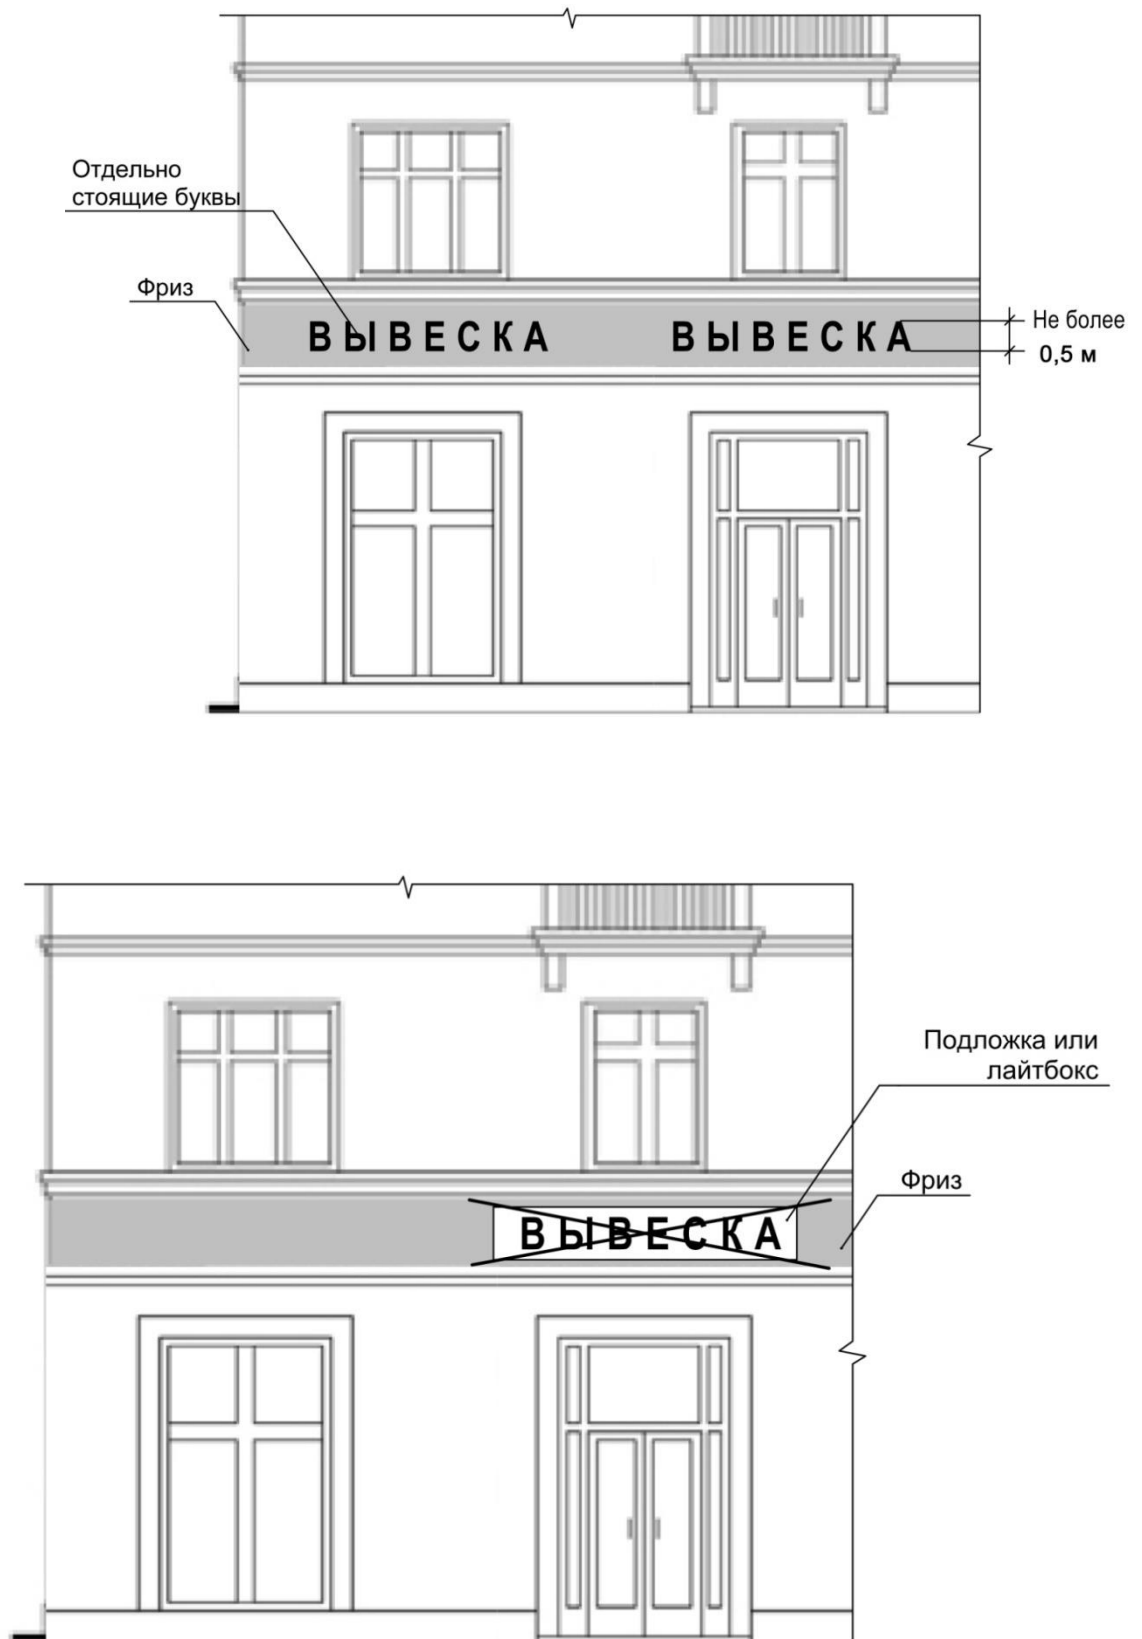 Отдельно
стоящие буквы
Фриз
ВЫВЕСКА ВЫВЕСКА
Не более
0,5 м
Подложка или
лайтбокс
Фриз
ВЫВЕСКА